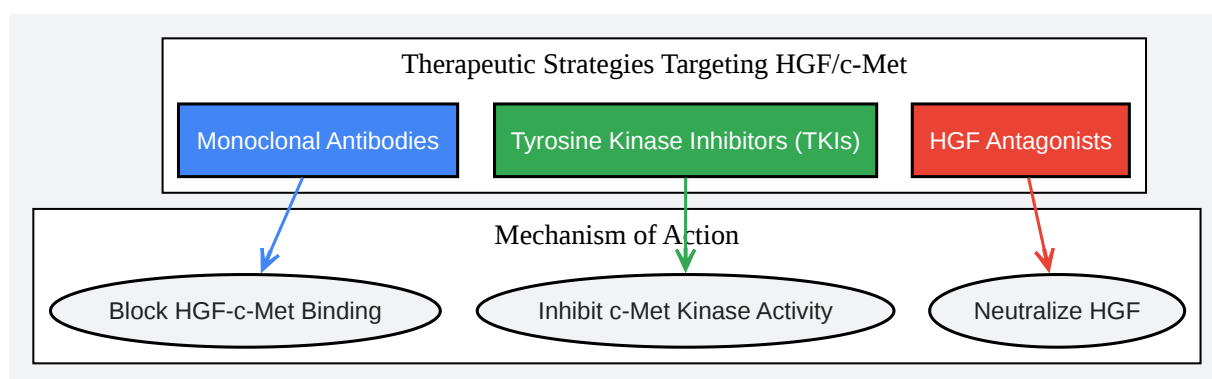 Therapeutic Strategies Targeting HGF/c-Met
Monoclonal Antibodies
Tyrosine Kinase Inhibitors (TKIs)
HGF Antagonists
Mechanism of Action
Block HGF-c-Met Binding
Inhibit c-Met Kinase Activity
Neutralize HGF